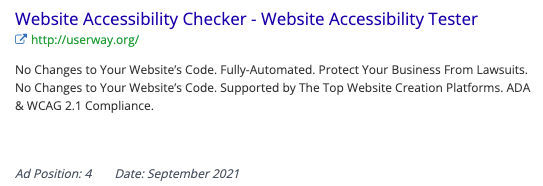 Website Accessibility Checker - Website Accessibility Tester
http://userway.org/
No Changes to Your Website’s Code. Fully-Automated. Protect Your Business From Lawsuits.
No Changes to Your Website’s Code. Supported by The Top Website Creation Platforms. ADA
& WCAG 2.1 Compliance.
Ad Position: 4 Date: September 2021